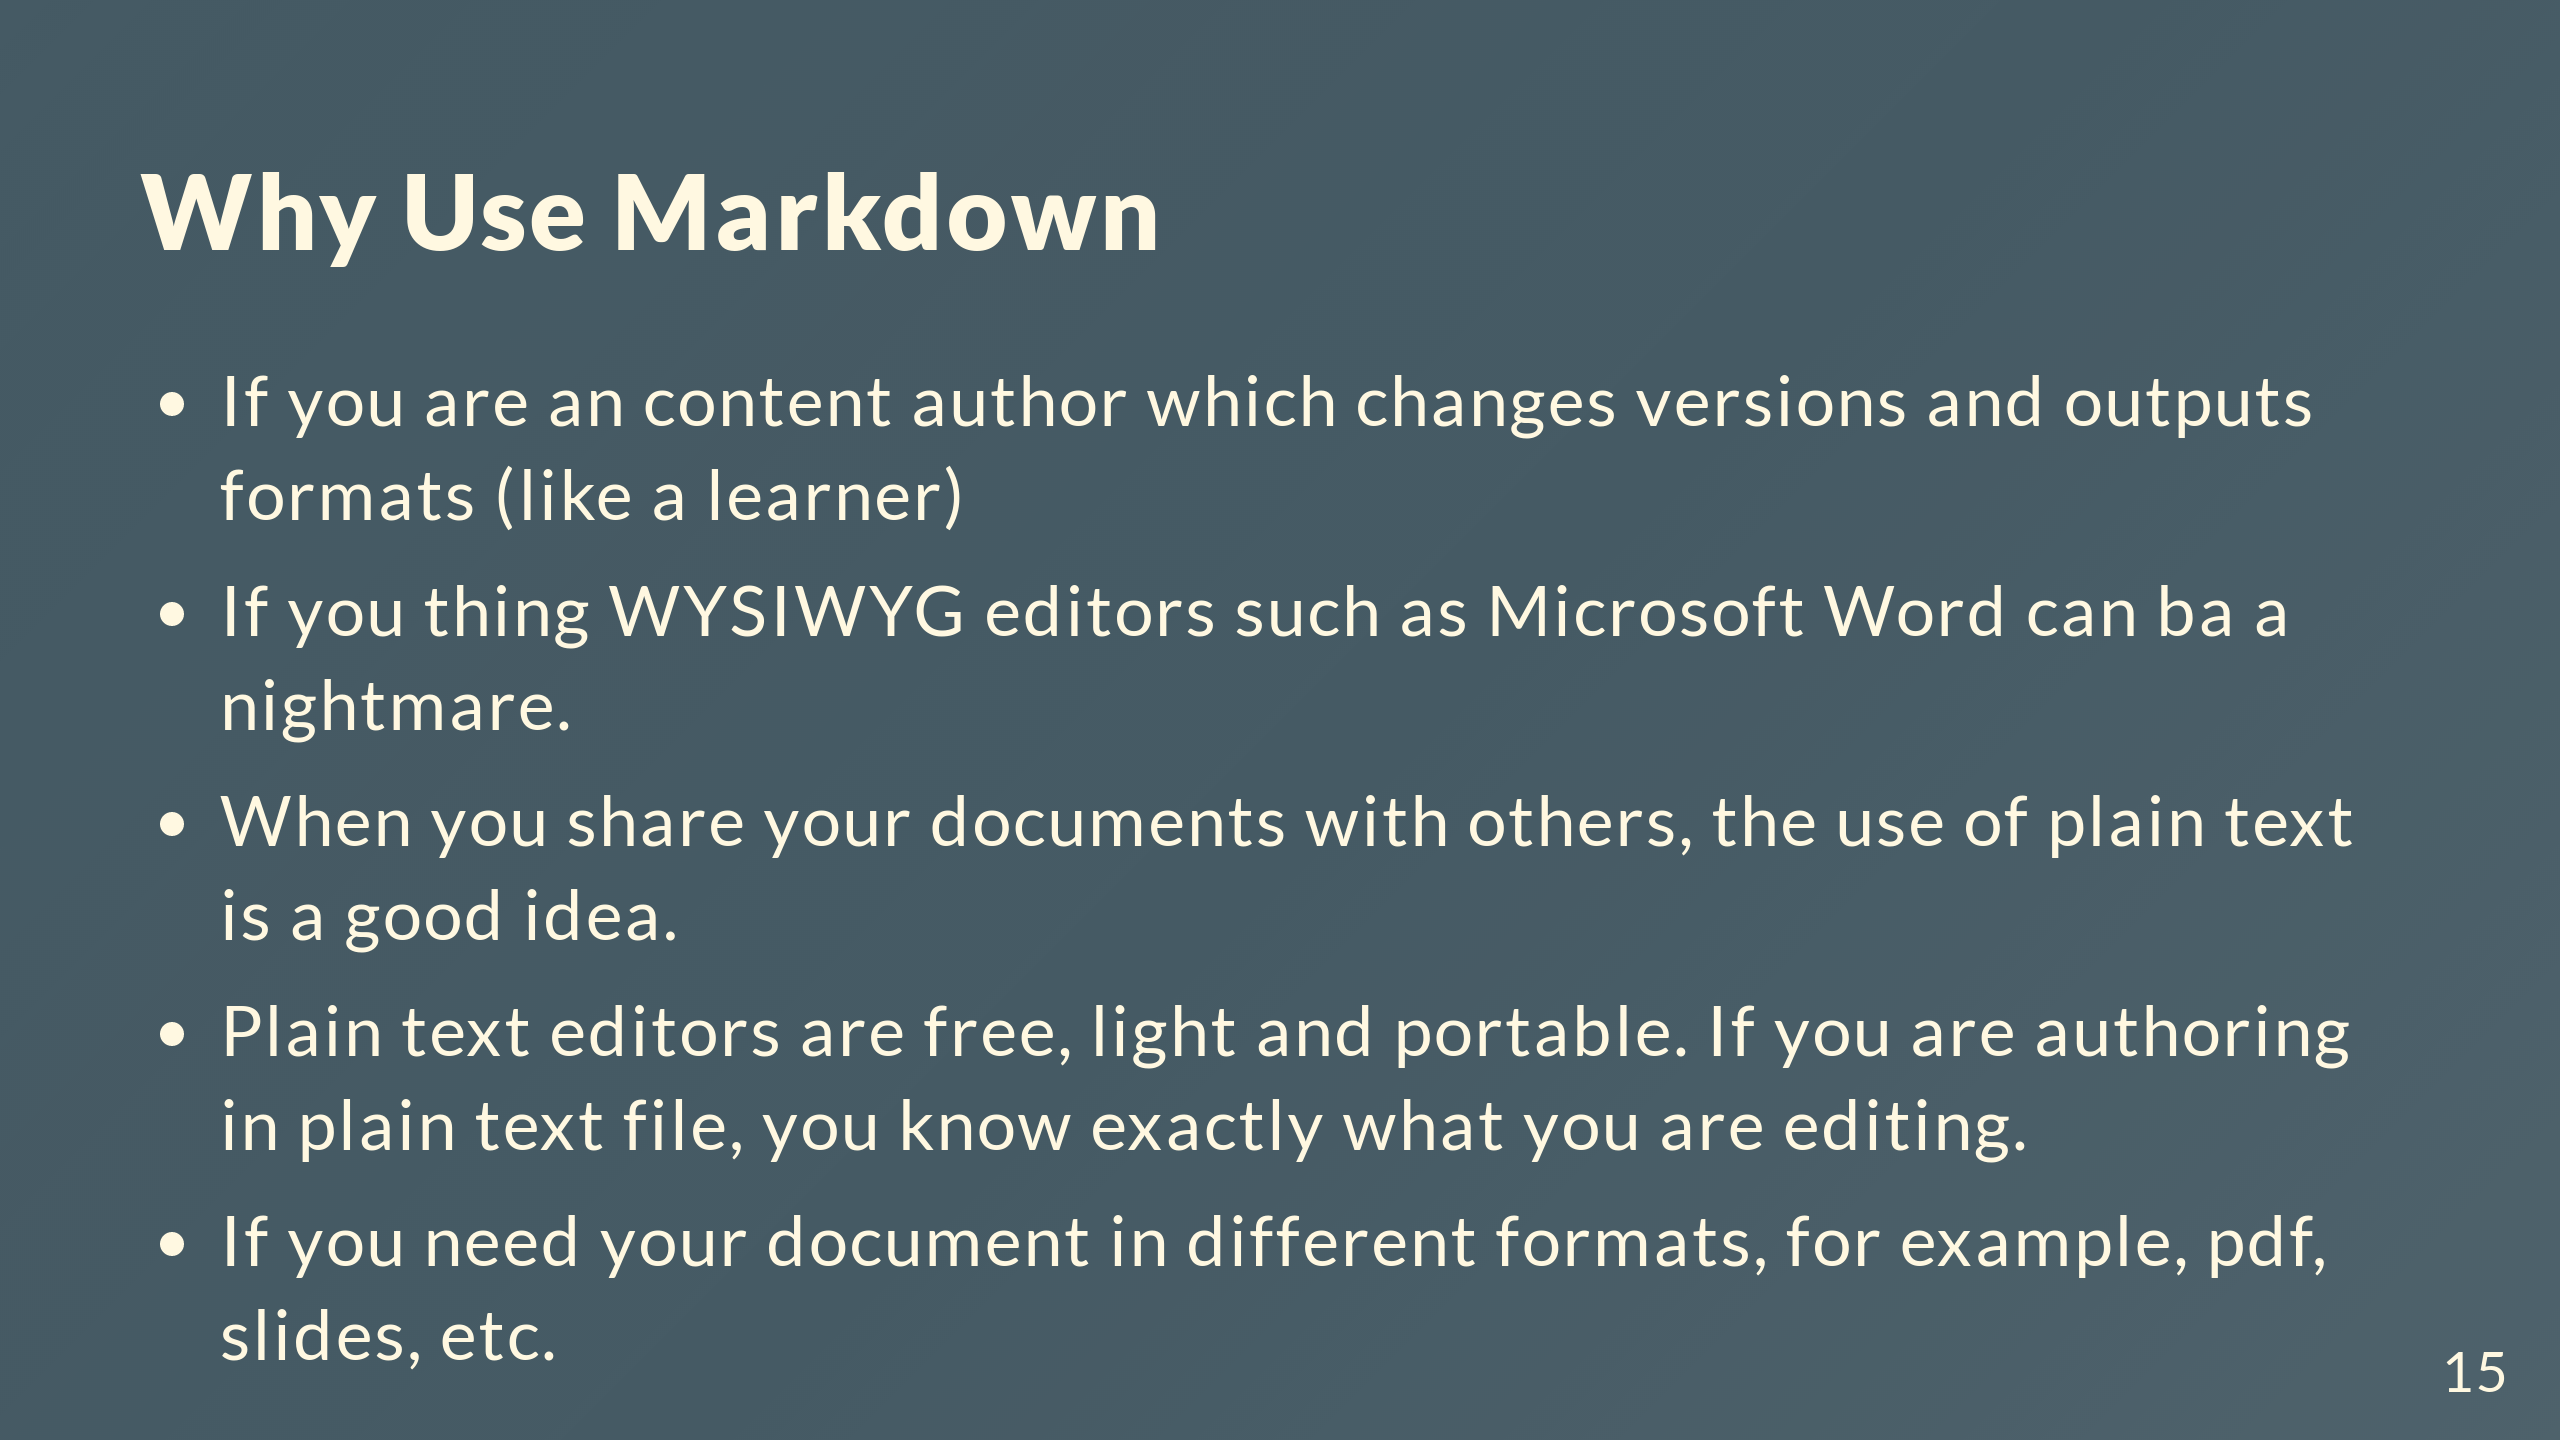 Why Use Markdown
• If you are an content author which changes versions and outputs
formats (like a learner)
• If you thing WYSIWYG editors such as Microsoft Word can ba a
nightmare.
• When you share your documents with others, the use of plain text
is a good idea.
• Plain text editors are free, light and portable. If you are authoring
in plain text file, you know exactly what you are editing.
• If you need your document in different formats, for example, pdf,
slides, etc.
15